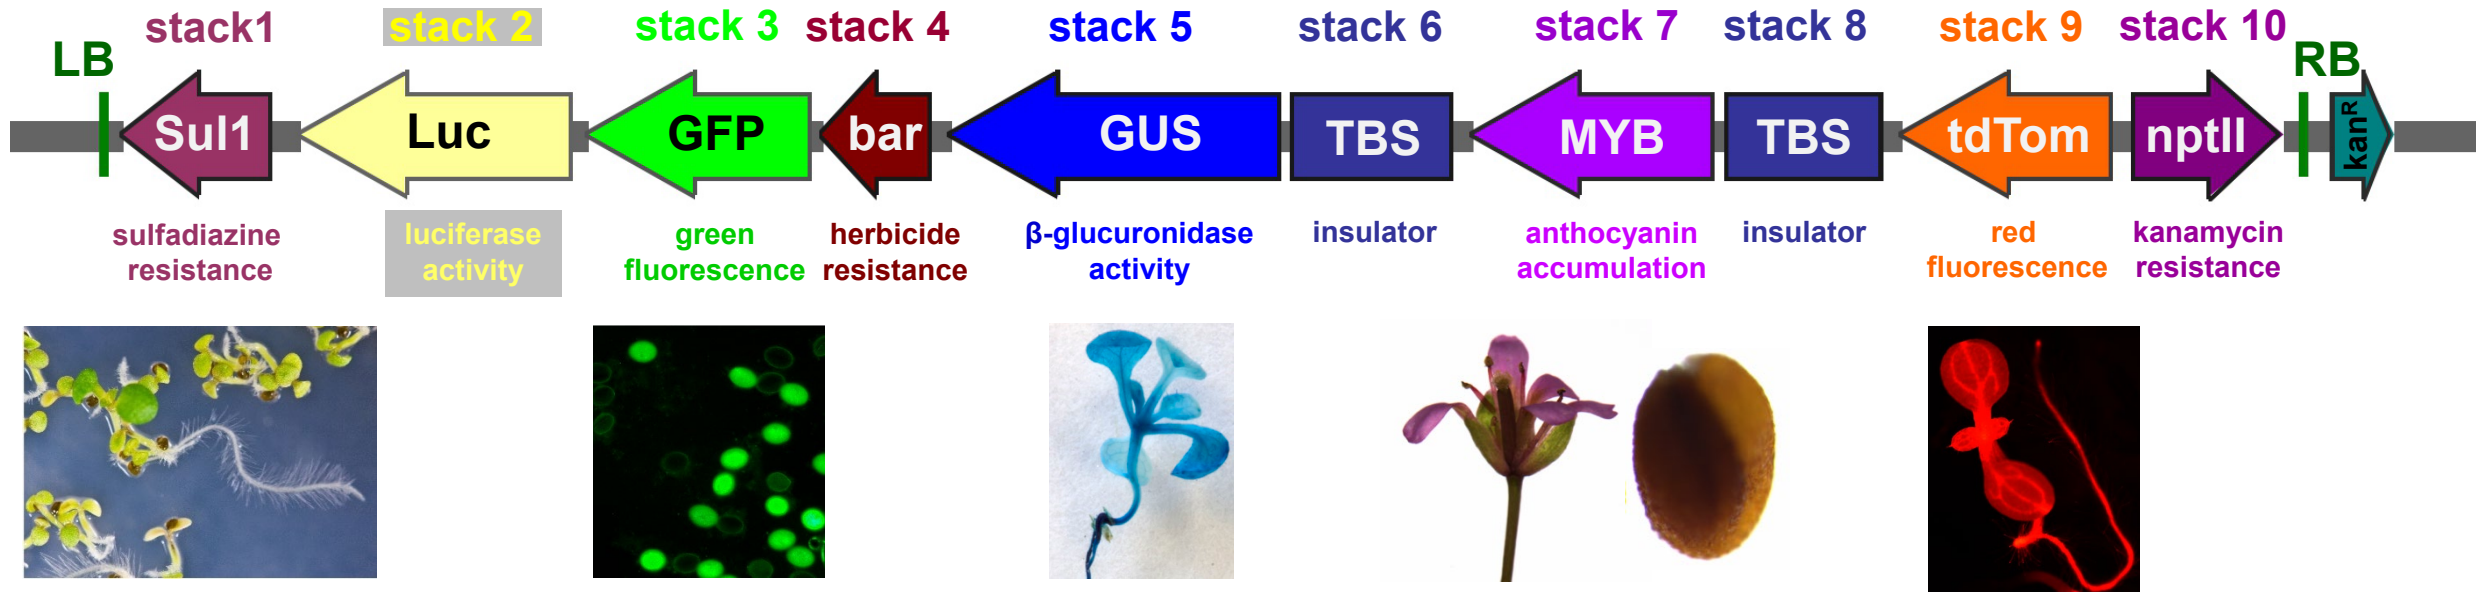 stack1 stack 2 stack 3 stack 4 stack 5 stack 6 stack 7 stack 8 stack 9 stack 10
LB RB
Sul1 Luc GFP bar GUS TBS MYB TBS tdTom nptII kanR
sulfadiazine luciferase green herbicide β-glucuronidase insulator anthocyanin insulator red kanamycin
resistance activity fluorescence resistance activity accumulation fluorescence resistance